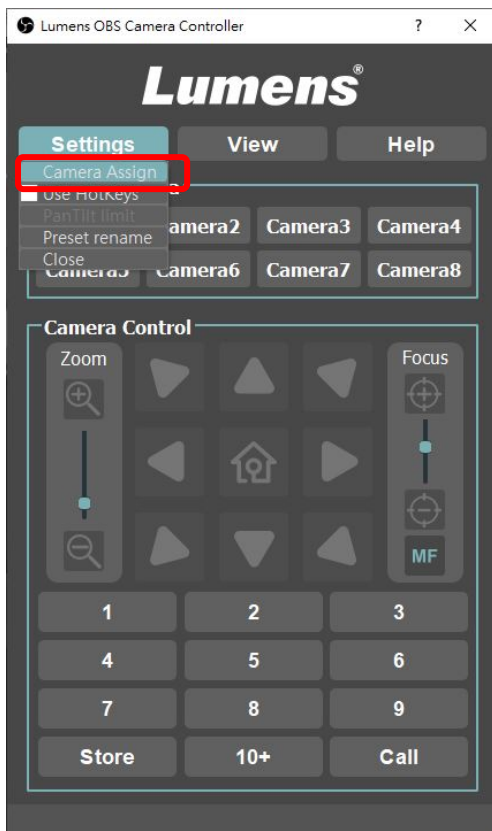 Lumens OBS Camera Controller ? ×
Lumens®
Settings View Help
Camera Assign
Use HotKeys
PanTilt limit
Preset rename
Close
amera2 Camera3 Camera4
Camera5 Camera6 Camera7 Camera8
Camera Control
Zoom Focus
MF
1 2 3
4 5 6
7 8 9
Store 10+ Call